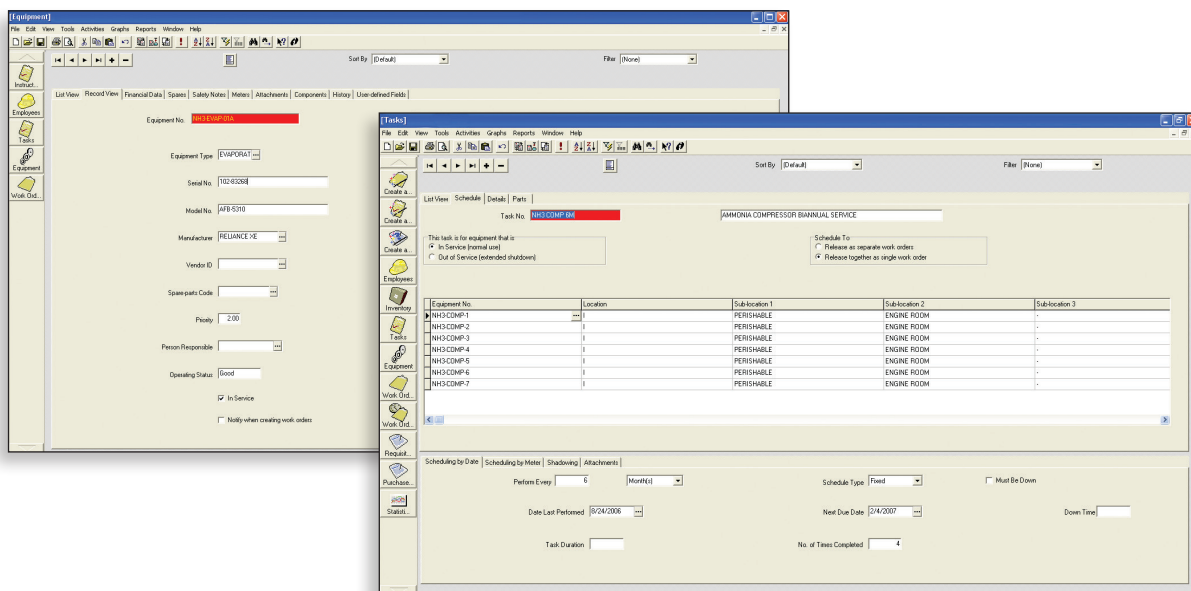 [Equipment]
File Edit View Tools Activities Graphs Reports Window Help
Sort By (Default) Filter (None)
Instruct...
Employees
Tasks
Equipment
Work Ord...
List View Record View Financial Data Spares Safety Notes Meters Attachments Components History User-defined Fields
Equipment No. NH3-EVAP-01A
Equipment Type EVAPORAT ...
Serial No. 102-83268
Model No. AFB-5310
Manufacturer RELIANCE XE ...
Vendor ID ...
Spare-parts Code ...
Priority 2.00
Person Responsible ...
Operating Status Good
In Service
Notify when creating work orders
[Tasks]
File Edit View Tools Activities Graphs Reports Window Help
Sort By (Default) Filter (None)
Create a...
Create a...
Create a...
Employees
Inventory
Tasks
Equipment
Work Ord...
Work Ord...
Requisit...
Purchase...
Statisti...
List View Schedule Details Parts
Task No. NH3-COMP-6M AMMONIA COMPRESSOR BIANNUAL SERVICE
This task is for equipment that is Schedule To:
In Service (normal use) Release as separate work orders
Out of Service (extended shutdown) Release together as single work order
Equipment No. Location Sub-location 1 Sub-location 2 Sub-location 3
NH3-COMP-1 ... I PERISHABLE ENGINE ROOM -
NH3-COMP-2 I PERISHABLE ENGINE ROOM -
NH3-COMP-3 I PERISHABLE ENGINE ROOM -
NH3-COMP-4 I PERISHABLE ENGINE ROOM -
NH3-COMP-5 I PERISHABLE ENGINE ROOM -
NH3-COMP-6 I PERISHABLE ENGINE ROOM -
NH3-COMP-7 I PERISHABLE ENGINE ROOM -
Scheduling by Date Scheduling by Meter Shadowing Attachments
Perform Every 6 Month(s) Schedule Type Fixed Must Be Down
Date Last Performed 8/24/2006 ... Next Due Date 2/4/2007 ... Down Time
Task Duration No. of Times Completed 4